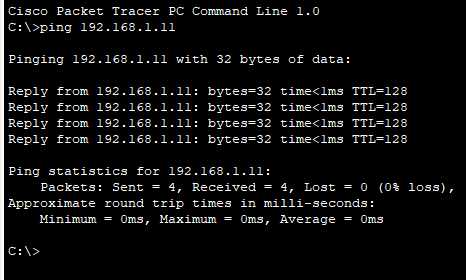 Cisco Packet Tracer PC Command Line 1.0
C:\>ping 192.168.1.11
Pinging 192.168.1.11 with 32 bytes of data:
Reply from 192.168.1.11: bytes=32 time<1ms TTL=128
Reply from 192.168.1.11: bytes=32 time<1ms TTL=128
Reply from 192.168.1.11: bytes=32 time<1ms TTL=128
Reply from 192.168.1.11: bytes=32 time<1ms TTL=128
Ping statistics for 192.168.1.11:
    Packets: Sent = 4, Received = 4, Lost = 0 (0% loss),
Approximate round trip times in milli-seconds:
    Minimum = 0ms, Maximum = 0ms, Average = 0ms
C:\>